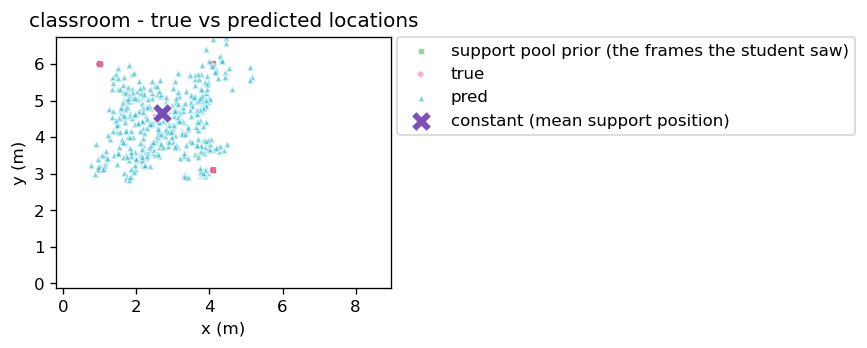 classroom - true vs predicted locations
support pool prior (the frames the student saw)
true
pred
constant (mean support position)
y (m)
6
5
4
3
2
1
0
0 2 4 6 8
x (m)